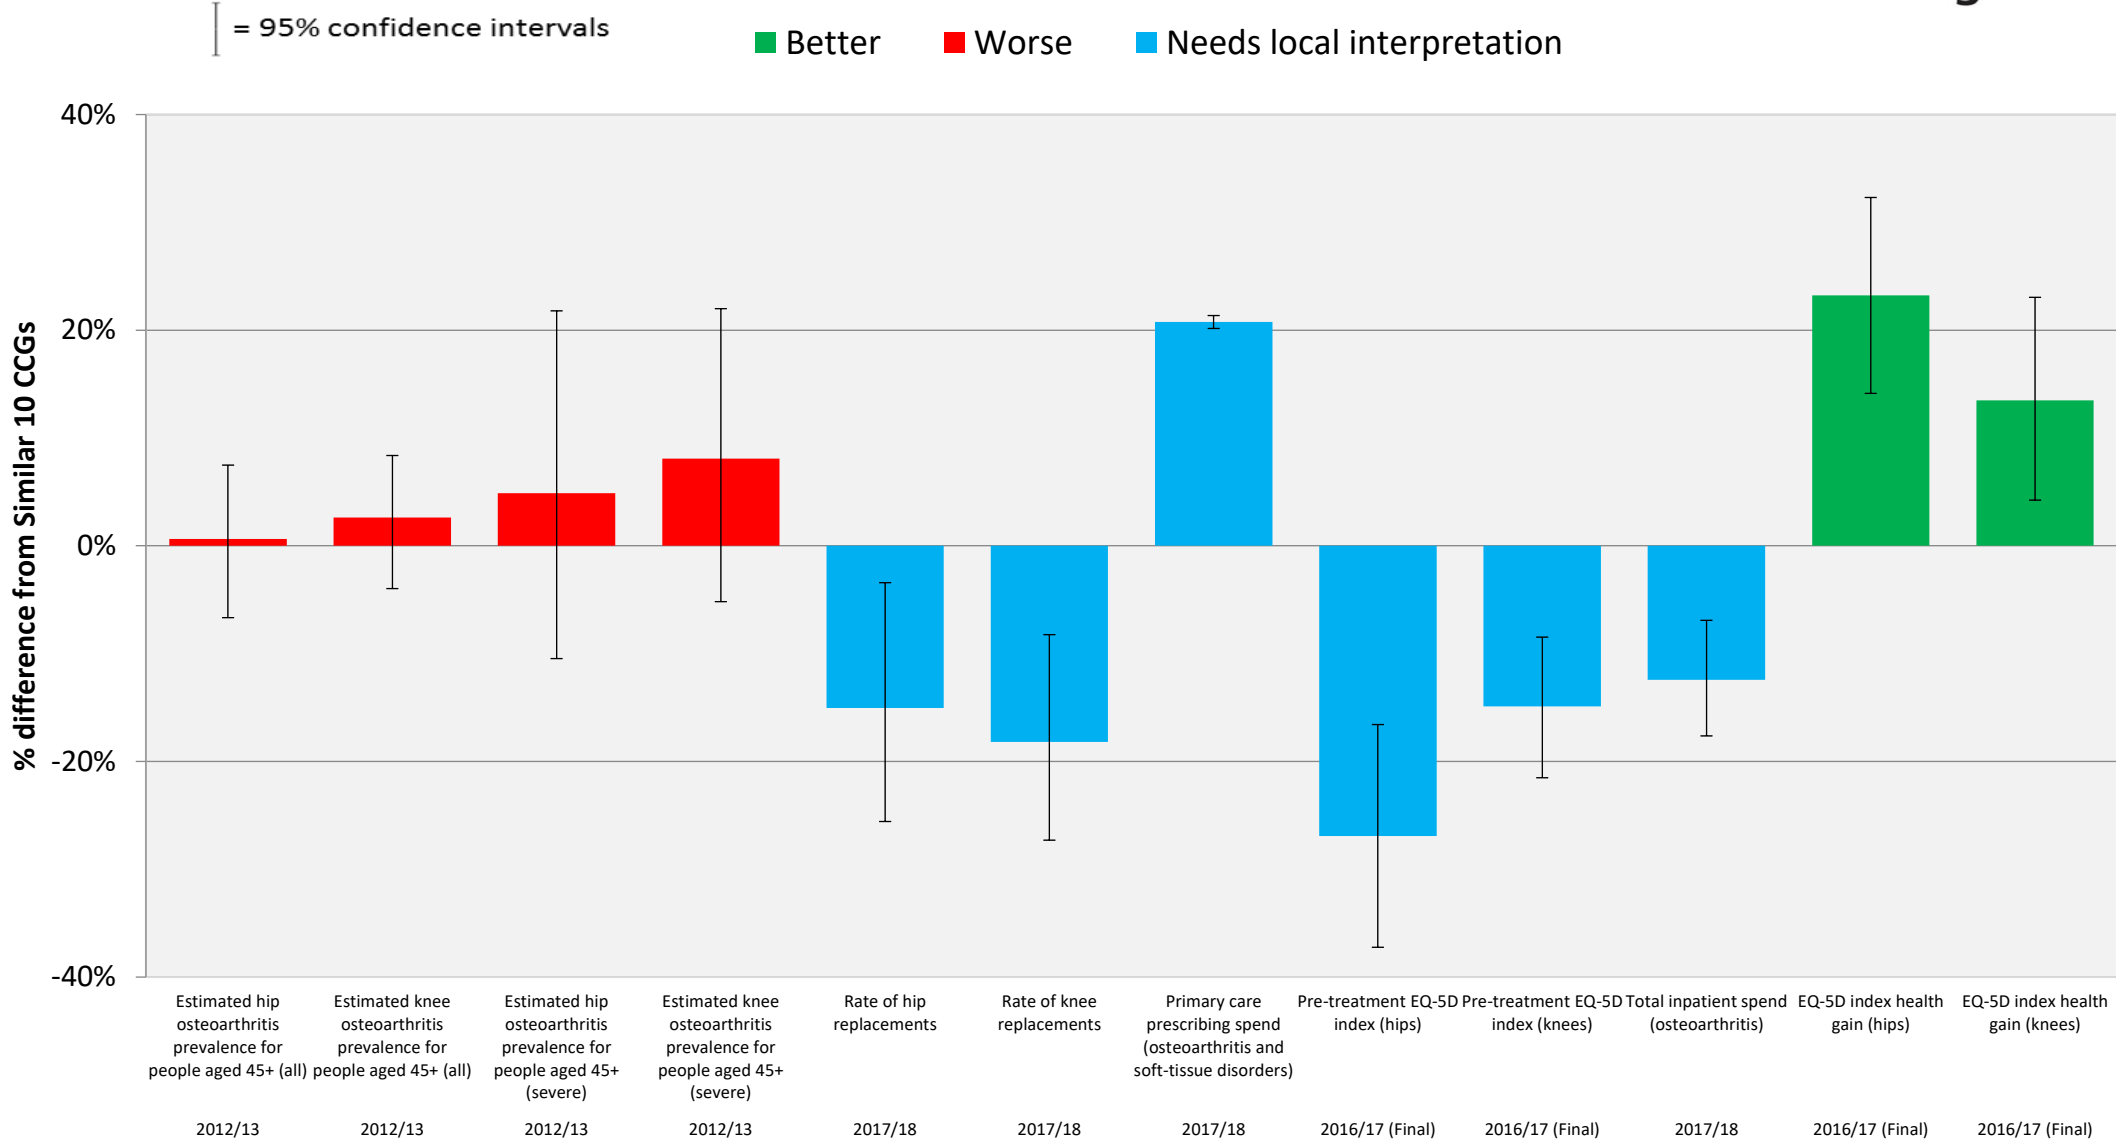 = 95% confidence intervals
Better Worse Needs local interpretation
% difference from Similar 10 CCGs
40%
20%
0%
-20%
-40%
Estimated hip
osteoarthritis
prevalence for
people aged 45+ (all)
2012/13
Estimated knee
osteoarthritis
prevalence for
people aged 45+ (all)
2012/13
Estimated hip
osteoarthritis
prevalence for
people aged 45+
(severe)
2012/13
Estimated knee
osteoarthritis
prevalence for
people aged 45+
(severe)
2012/13
Rate of hip
replacements
2017/18
Rate of knee
replacements
2017/18
Primary care
prescribing spend
(osteoarthritis and
soft-tissue disorders)
2017/18
Pre-treatment EQ-5D
index (hips)
2016/17 (Final)
Pre-treatment EQ-5D
index (knees)
2016/17 (Final)
Total inpatient spend
(osteoarthritis)
2017/18
EQ-5D index health
gain (hips)
2016/17 (Final)
EQ-5D index health
gain (knees)
2016/17 (Final)